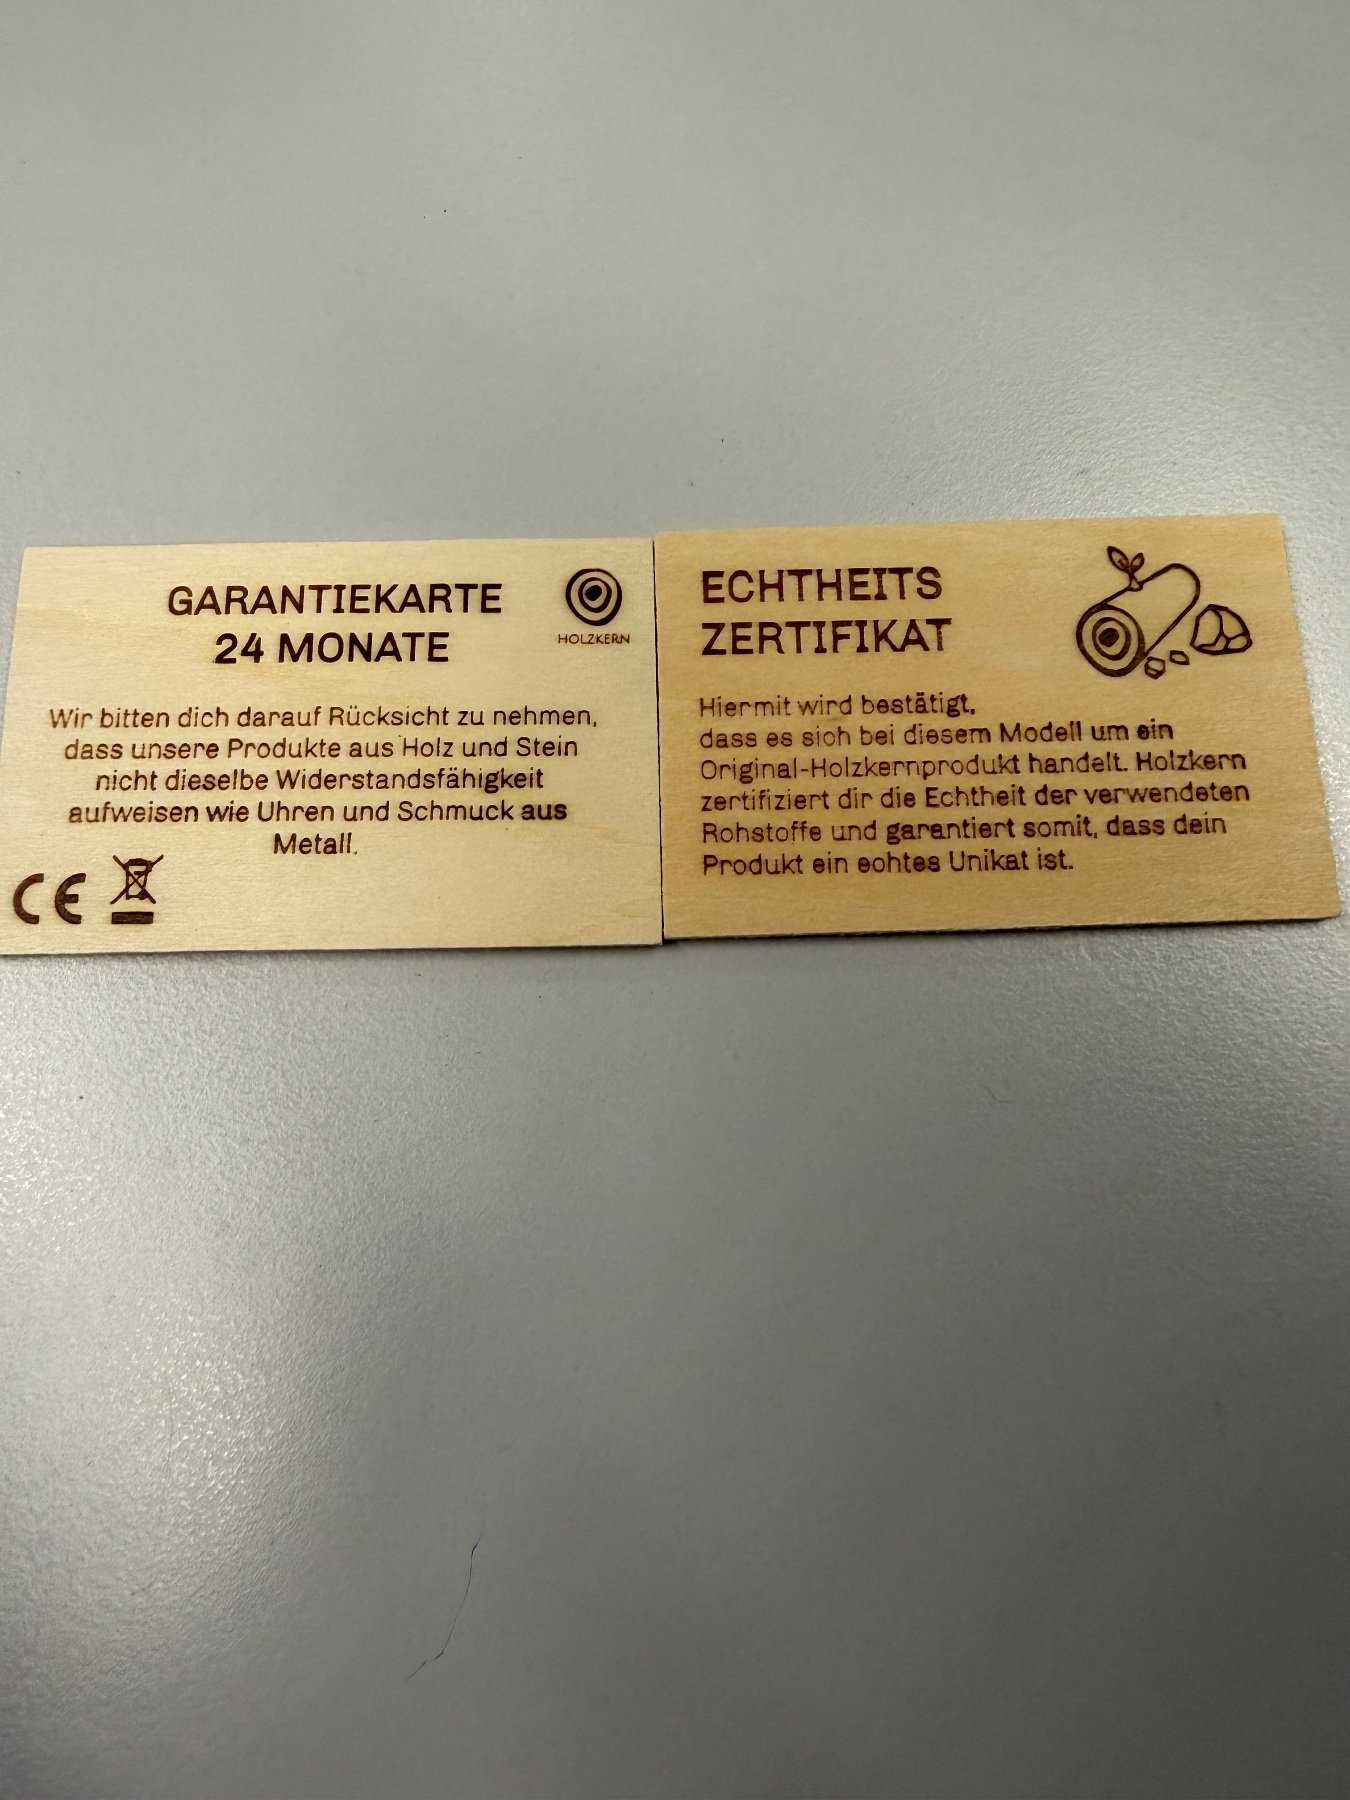 GARANTIEKARTE
24 MONATE
HOLZKERN
Wir bitten dich darauf Rücksicht zu nehmen,
dass unsere Produkte aus Holz und Stein
nicht dieselbe Widerstandsfähigkeit
aufweisen wie Uhren und Schmuck aus
Metall.
CE
ECHTHEITS
ZERTIFIKAT
Hiermit wird bestätigt,
dass es sich bei diesem Modell um ein
Original-Holzkernprodukt handelt. Holzkern
zertifiziert dir die Echtheit der verwendeten
Rohstoffe und garantiert somit, dass dein
Produkt ein echtes Unikat ist.